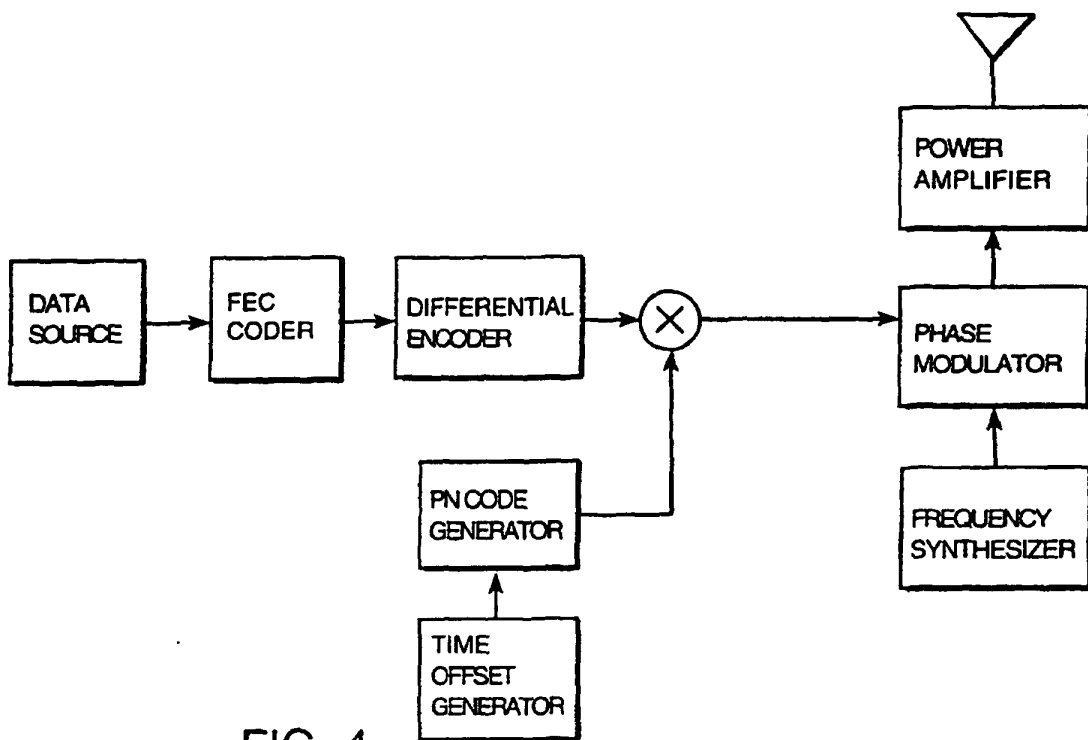 POWER
AMPLIFIER
DATA
SOURCE
FEC
CODER
DIFFERENTIAL
ENCODER
PHASE
MODULATOR
PN CODE
GENERATOR
FREQUENCY
SYNTHESIZER
TIME
OFFSET
GENERATOR